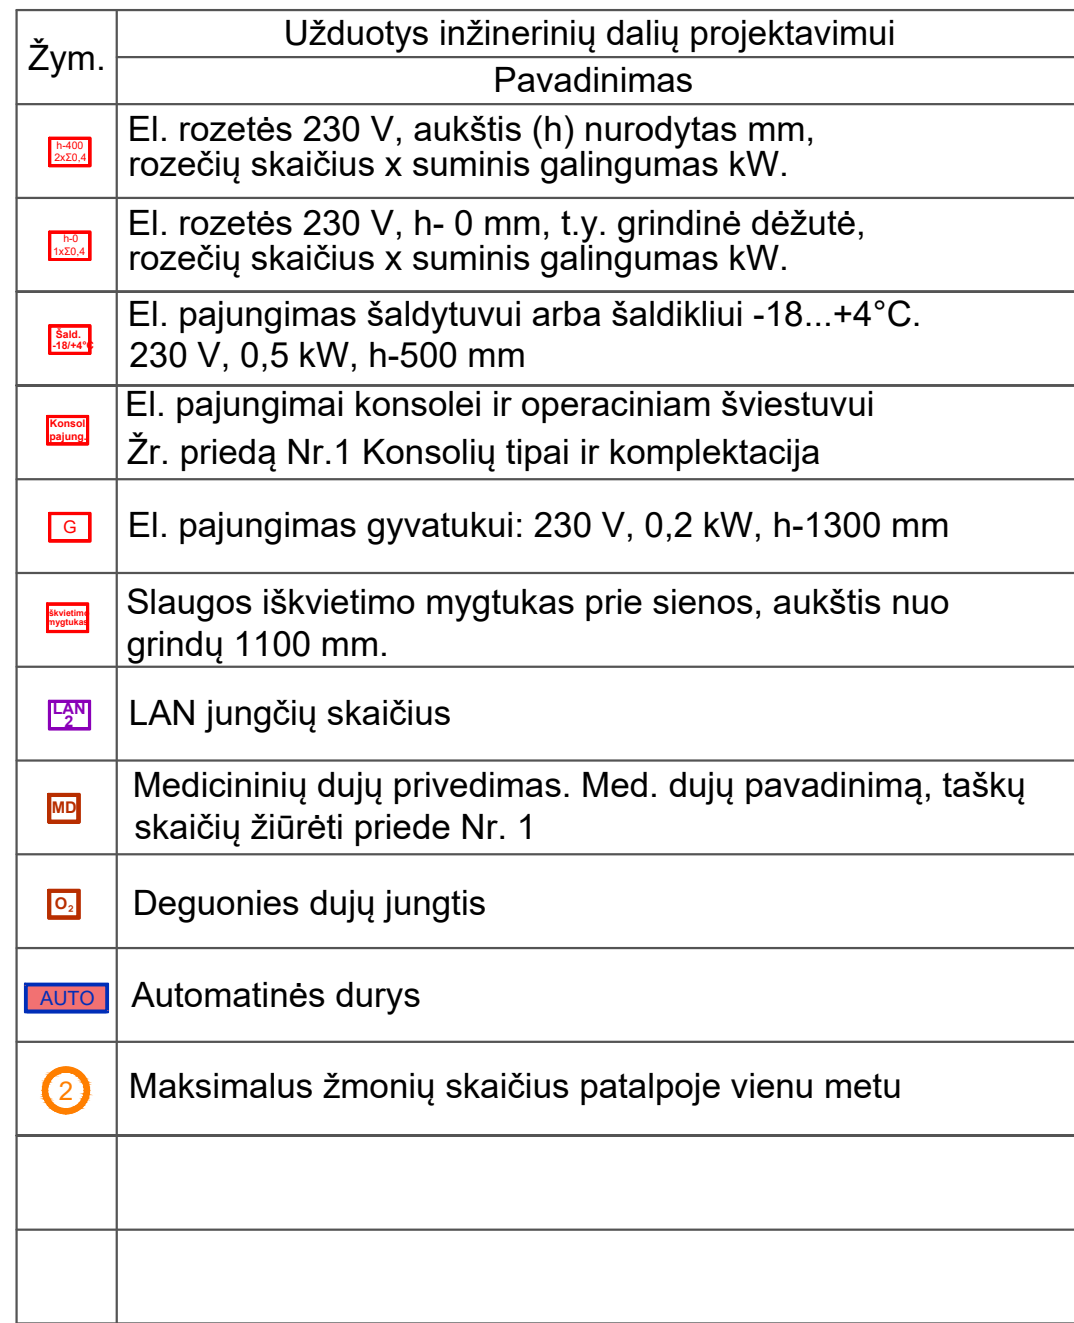 Žym.
Užduotys inžinerinių dalių projektavimui
Pavadinimas
h-400
2xΣ0,4
El. rozetės 230 V, aukštis (h) nurodytas mm,
rozečių skaičius x suminis galingumas kW.
h-0
1xΣ0,4
El. rozetės 230 V, h- 0 mm, t.y. grindinė dėžutė,
rozečių skaičius x suminis galingumas kW.
Šald.
-18/+4°C
El. pajungimas šaldytuvui arba šaldikliui -18...+4°C.
230 V, 0,5 kW, h-500 mm
Konsol
pajung.
El. pajungimai konsolei ir operaciniam šviestuvui
Žr. priedą Nr.1 Konsolių tipai ir komplektacija
G
El. pajungimas gyvatukui: 230 V, 0,2 kW, h-1300 mm
škvietimo
mygtukas
Slaugos iškvietimo mygtukas prie sienos, aukštis nuo
grindų 1100 mm.
LAN
2
LAN jungčių skaičius
MD
Medicininių dujų privedimas. Med. dujų pavadinimą, taškų
skaičių žiūrėti priede Nr. 1
O₂
Deguonies dujų jungtis
AUTO
Automatinės durys
2
Maksimalus žmonių skaičius patalpoje vienu metu